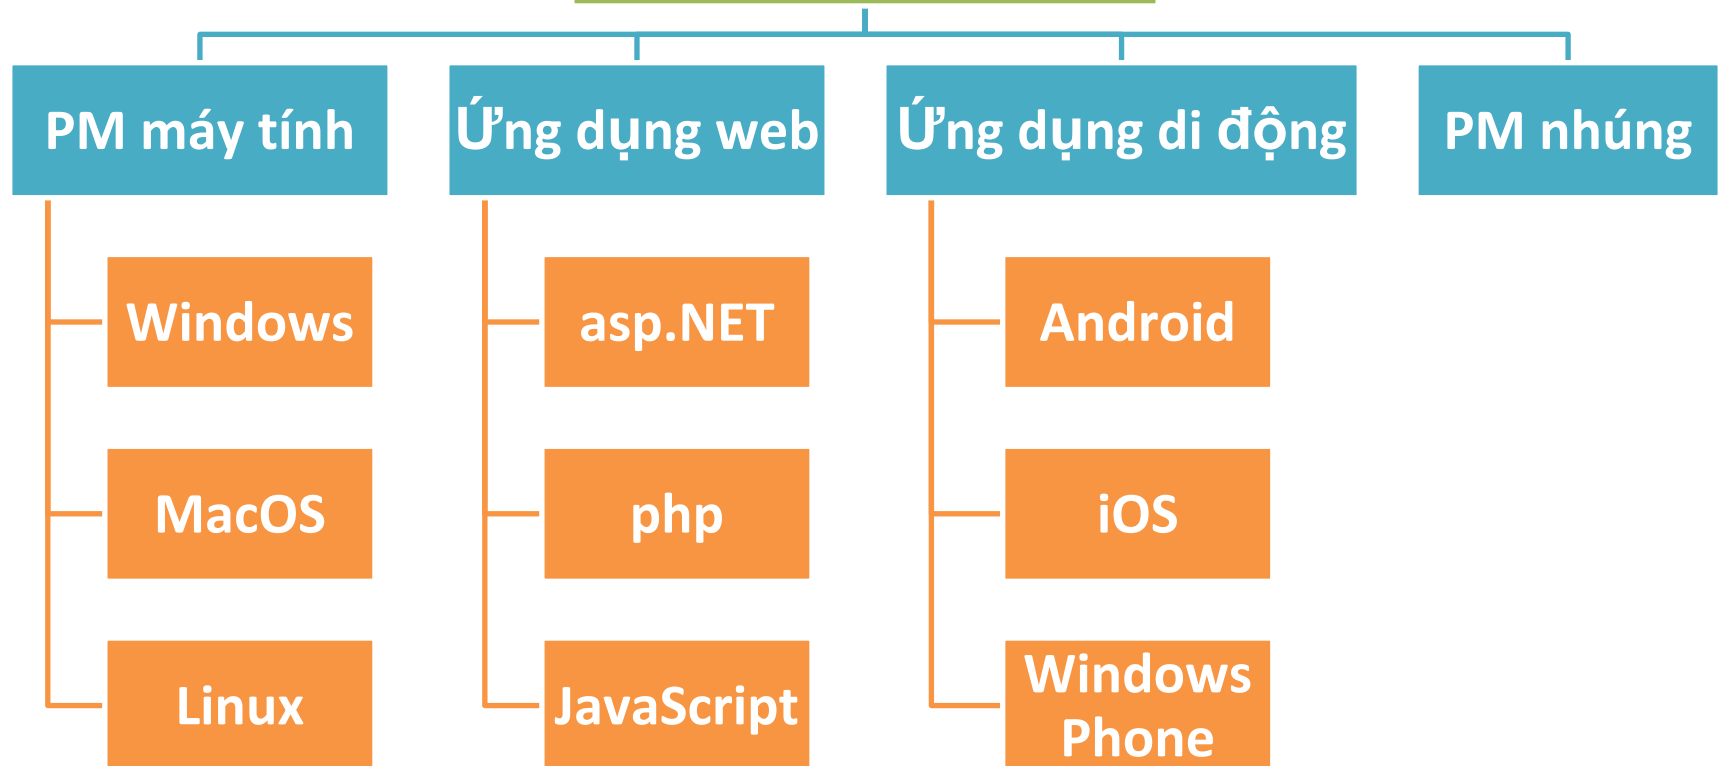 PM máy tính
Ứng dụng web
Ứng dụng di động
PM nhúng
Windows
asp.NET
Android
MacOS
php
iOS
Linux
JavaScript
Windows
Phone